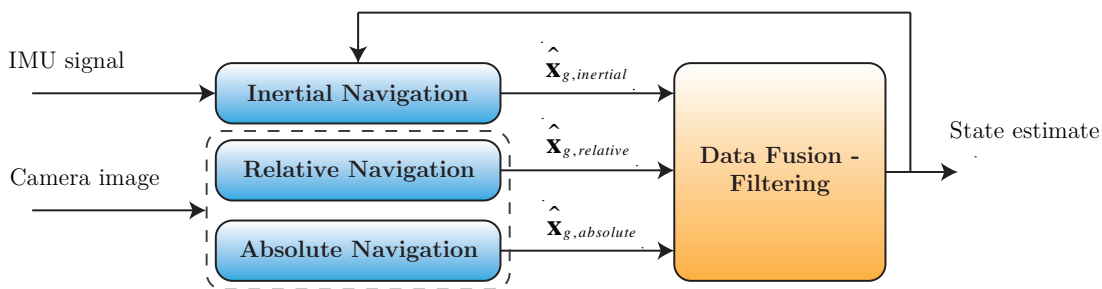 IMU signal
Inertial Navigation
x̂g,inertial
Camera image
Relative Navigation
x̂g,relative
Absolute Navigation
x̂g,absolute
Data Fusion -
Filtering
State estimate